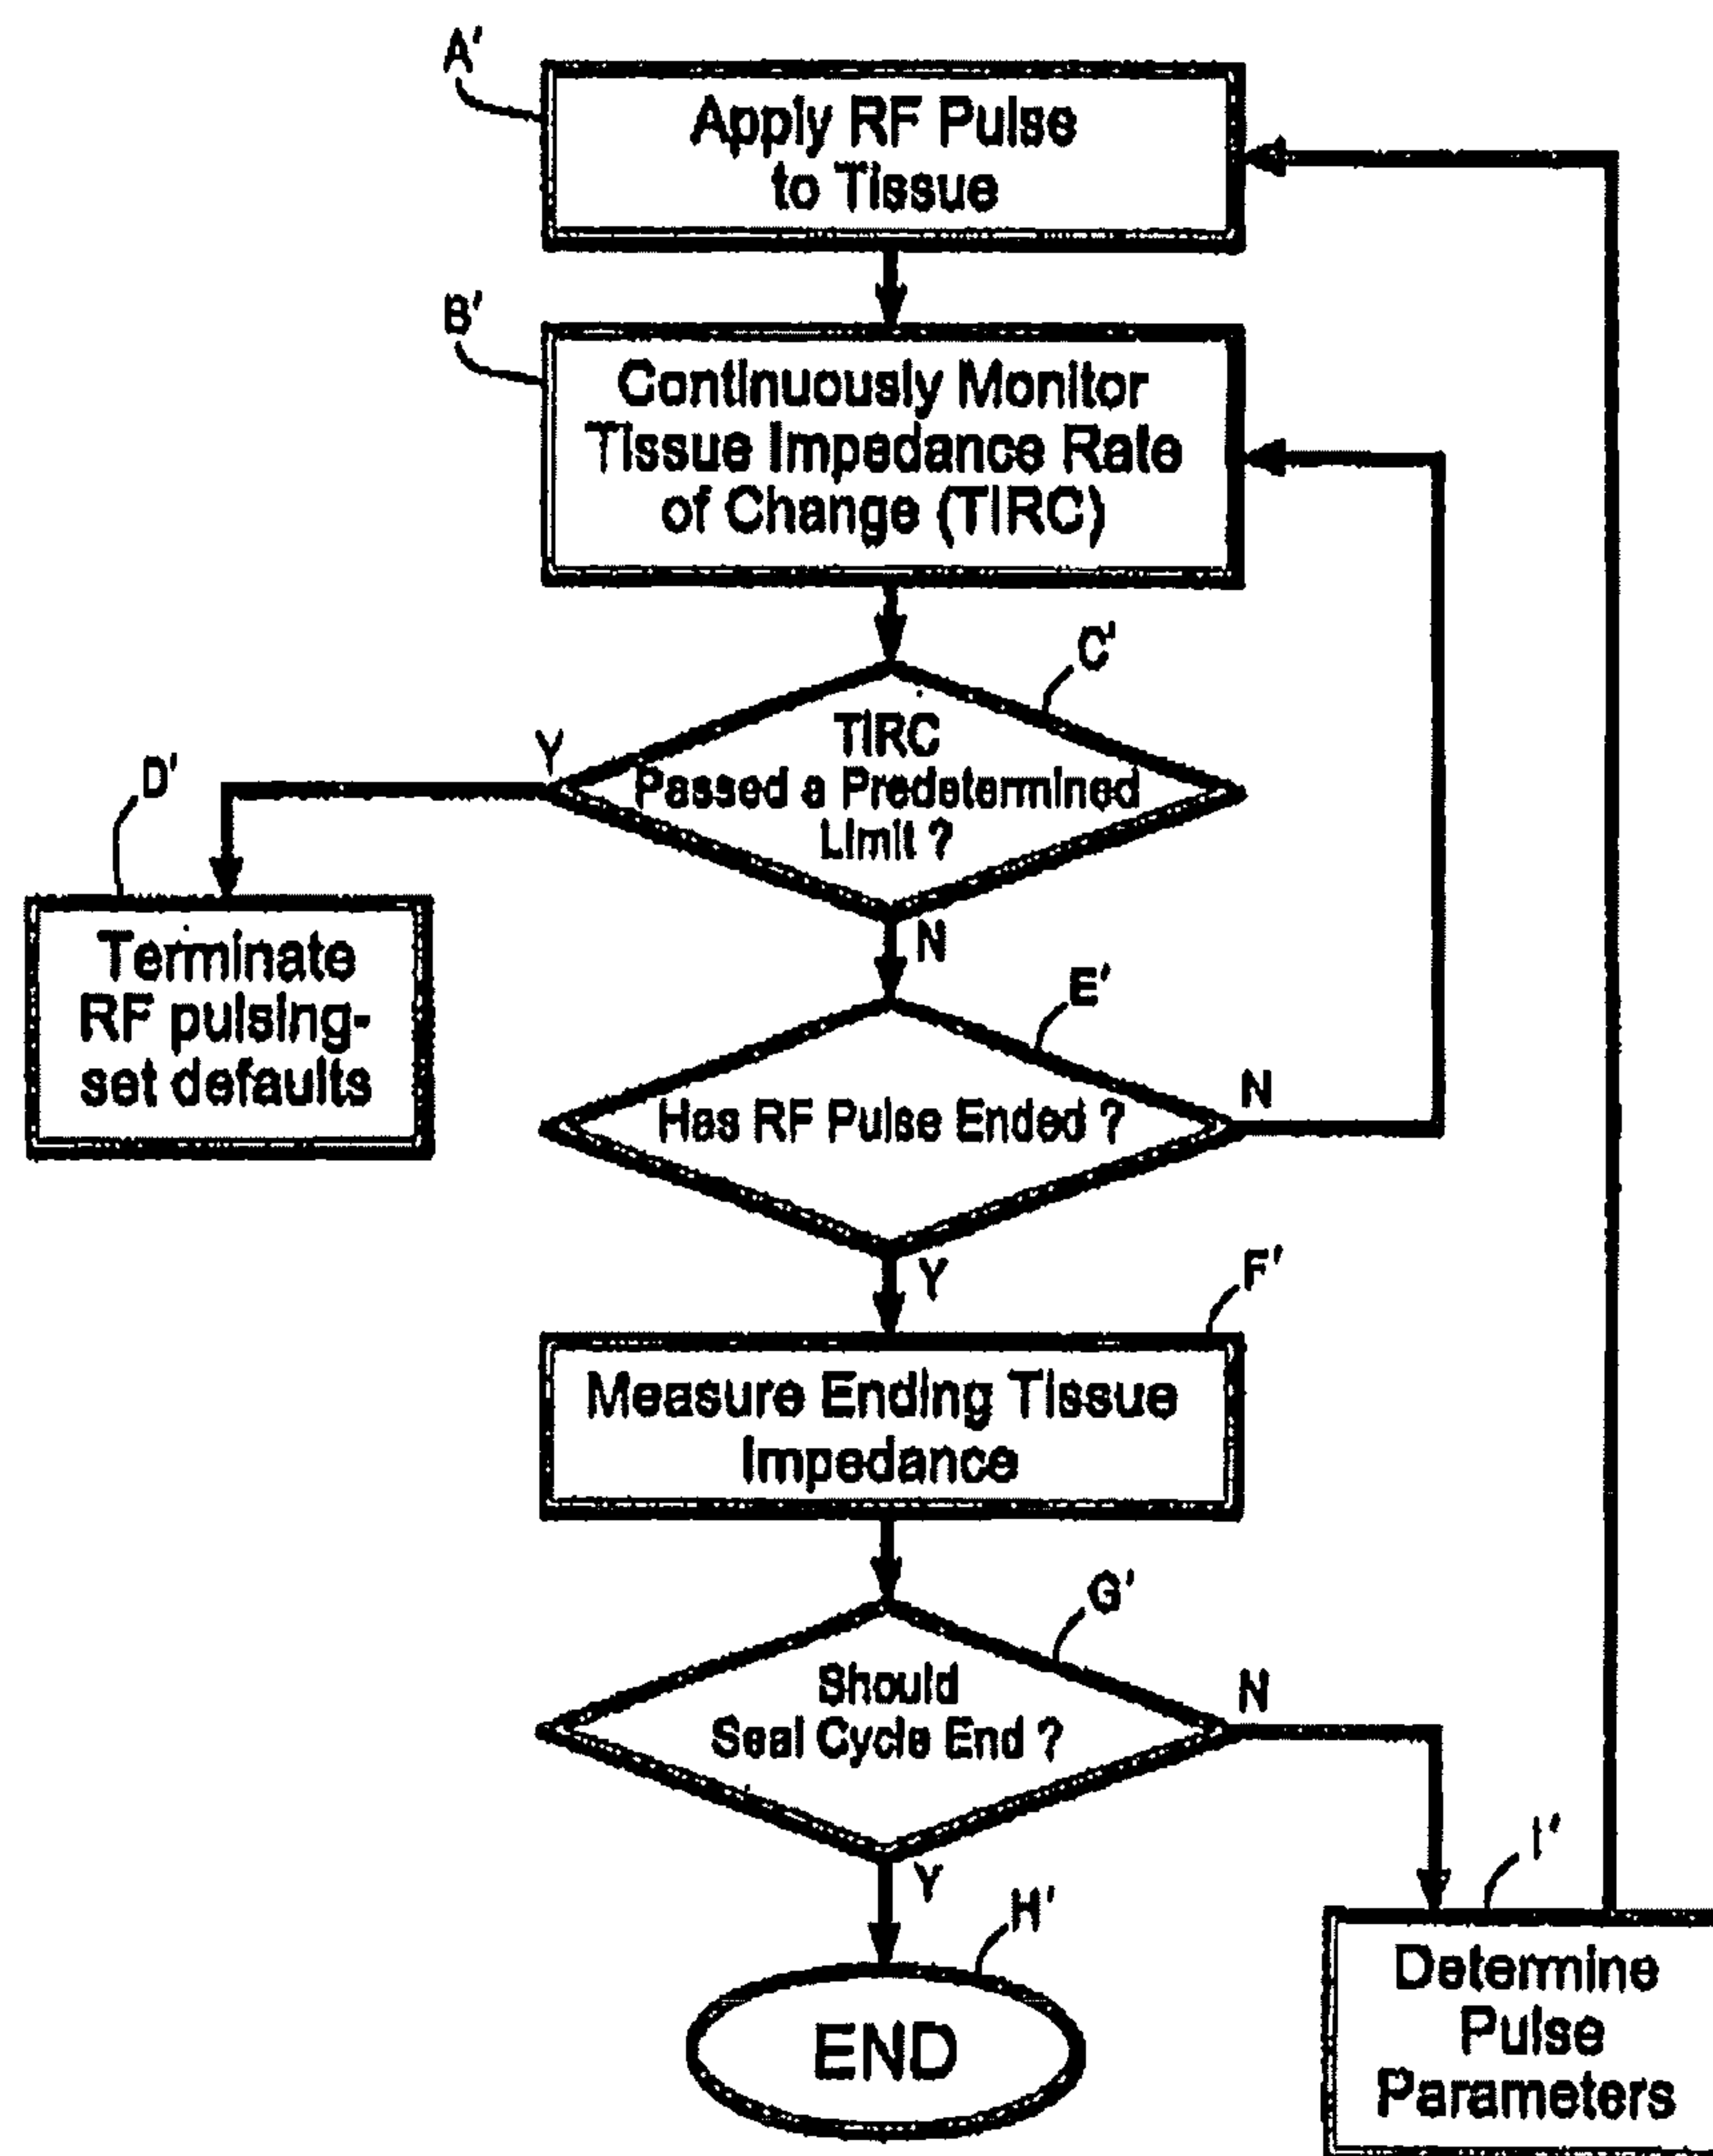 A'
Apply RF Pulse
to Tissue
B'
Continuously Monitor
Tissue Impedance Rate
of Change (TIRC)
C'
TIRC
Passed a Predetermined
Limit ?
Y
N
D'
Terminate
RF pulsing-
set defaults
E'
Has RF Pulse Ended ?
N
Y
F'
Measure Ending Tissue
Impedance
G'
Should
Seal Cycle End ?
N
Y
H'
END
I'
Determine
Pulse
Parameters